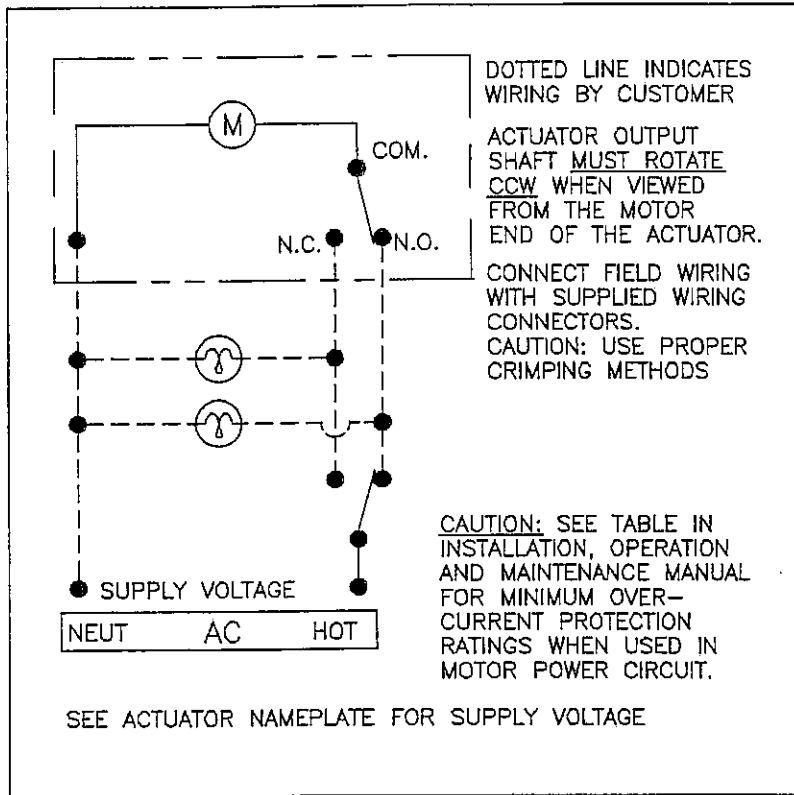 DOTTED LINE INDICATES
WIRING BY CUSTOMER
M
COM.
ACTUATOR OUTPUT
SHAFT MUST ROTATE
CCW WHEN VIEWED
FROM THE MOTOR
END OF THE ACTUATOR.
N.C.
N.O.
CONNECT FIELD WIRING
WITH SUPPLIED WIRING
CONNECTORS.
CAUTION: USE PROPER
CRIMPING METHODS
CAUTION: SEE TABLE IN
INSTALLATION, OPERATION
AND MAINTENANCE MANUAL
FOR MINIMUM OVER-
CURRENT PROTECTION
RATINGS WHEN USED IN
MOTOR POWER CIRCUIT.
SUPPLY VOLTAGE
NEUT AC HOT
SEE ACTUATOR NAMEPLATE FOR SUPPLY VOLTAGE